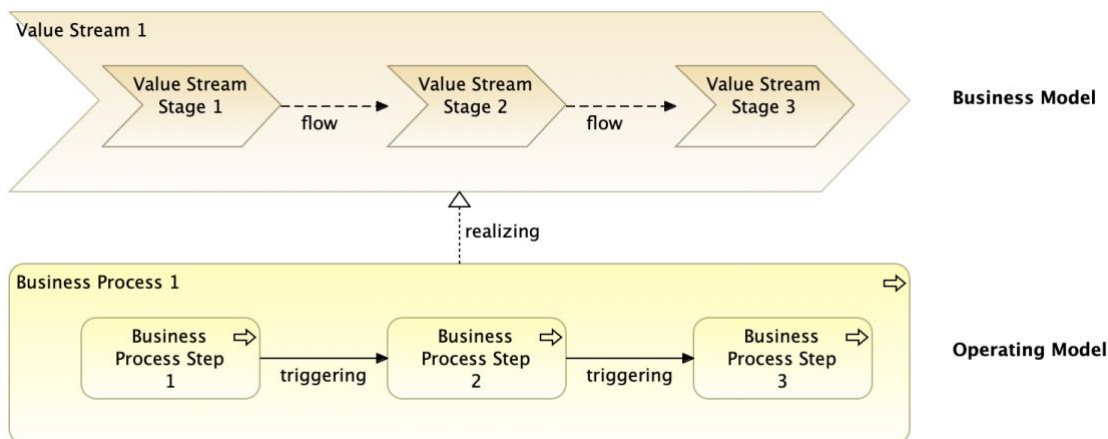 Value Stream 1
Value Stream
Stage 1
flow
Value Stream
Stage 2
flow
Value Stream
Stage 3
Business Model
realizing
Business Process 1
Business
Process Step
1
triggering
Business
Process Step
2
triggering
Business
Process Step
3
Operating Model